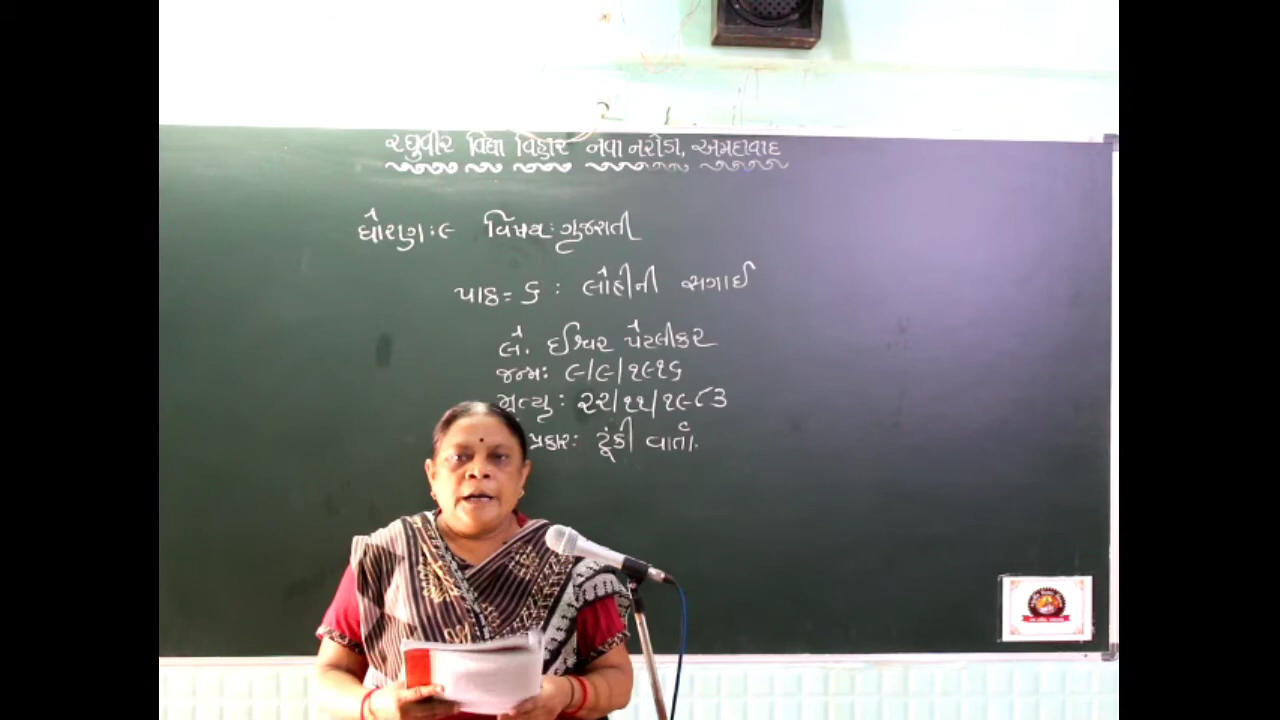 રઘુવીર વિદ્યા વિહાર નવા નરોડા, અમદાવાદ
ધોરણ: ૯ વિષય: ગુજરાતી
પાઠ = ૬ : લોહીની સગાઈ
લે. ઈશ્વર પેટલીકર
જન્મ: ૯/૯/૧૯૧૬
મૃત્યુ: ૨૨/૧૧/૧૯૮૩
પ્રકાર: ટૂંકી વાર્તા.